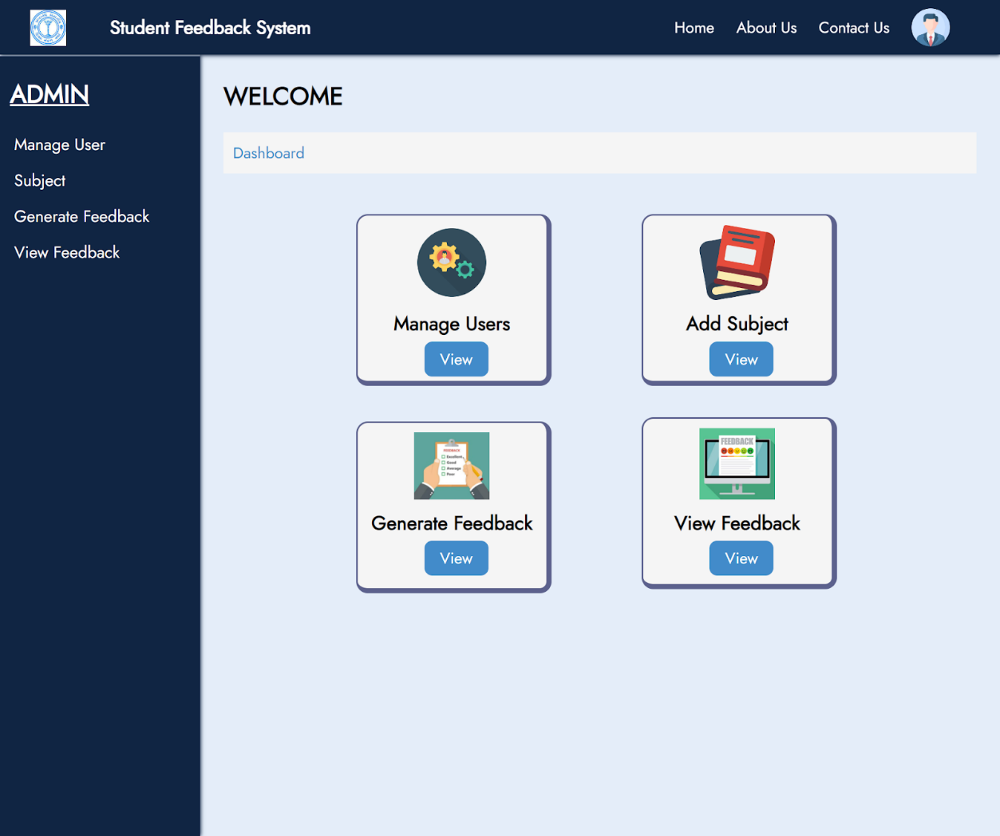 Student Feedback System
Home
About Us
Contact Us
ADMIN
Manage User
Subject
Generate Feedback
View Feedback
WELCOME
Dashboard
Manage Users
View
Add Subject
View
FEEDBACK
Excellent
Good
Average
Poor
Generate Feedback
View
FEEDBACK
View Feedback
View